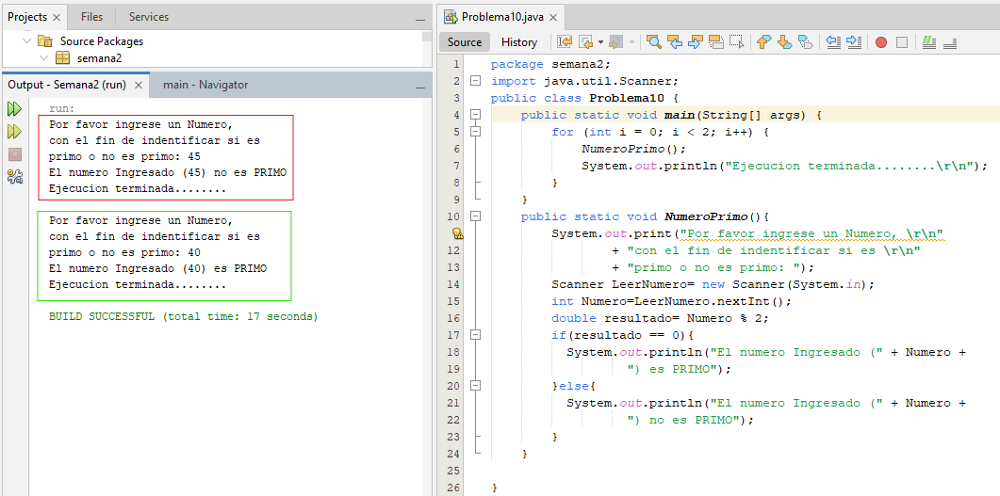 Projects Files Services
Source Packages
semana2
Output - Semana2 (run) main - Navigator
run:
Por favor ingrese un Numero,
con el fin de indentificar si es
primo o no es primo: 45
El numero Ingresado (45) no es PRIMO
Ejecucion terminada........
Por favor ingrese un Numero,
con el fin de indentificar si es
primo o no es primo: 40
El numero Ingresado (40) es PRIMO
Ejecucion terminada........
BUILD SUCCESSFUL (total time: 17 seconds)
Problema10.java
Source History
1 package semana2;
2 import java.util.Scanner;
3 public class Problema10 {
4 public static void main(String[] args) {
5 for (int i = 0; i < 2; i++) {
6 NumeroPrimo();
7 System.out.println("Ejecucion terminada........\r\n");
8 }
9 }
10 public static void NumeroPrimo(){
System.out.print("Por favor ingrese un Numero, \r\n"
12 + "con el fin de indentificar si es \r\n"
13 + "primo o no es primo: ");
14 Scanner LeerNumero= new Scanner(System.in);
15 int Numero=LeerNumero.nextInt();
16 double resultado= Numero % 2;
17 if(resultado == 0){
18 System.out.println("El numero Ingresado (" + Numero +
19 ") es PRIMO");
20 }else{
21 System.out.println("El numero Ingresado (" + Numero +
22 ") no es PRIMO");
23 }
24 }
25
26 }